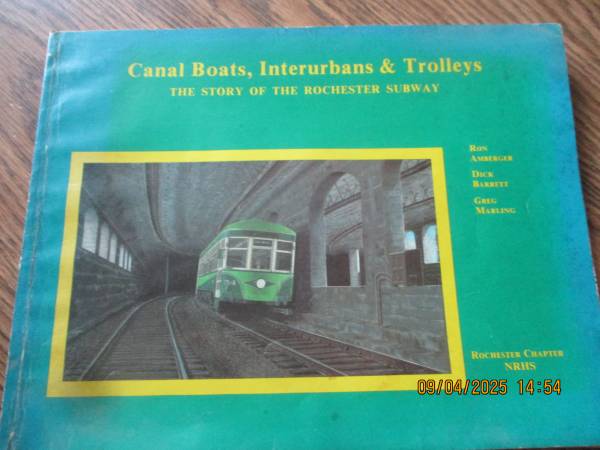 Canal Boats, Interurbans & Trolleys
THE STORY OF THE ROCHESTER SUBWAY
RON
AMBERGER
DICK
BARRETT
GREG
MARLING
74
ROCHESTER CHAPTER
NRHS
09/04/2025 14:54